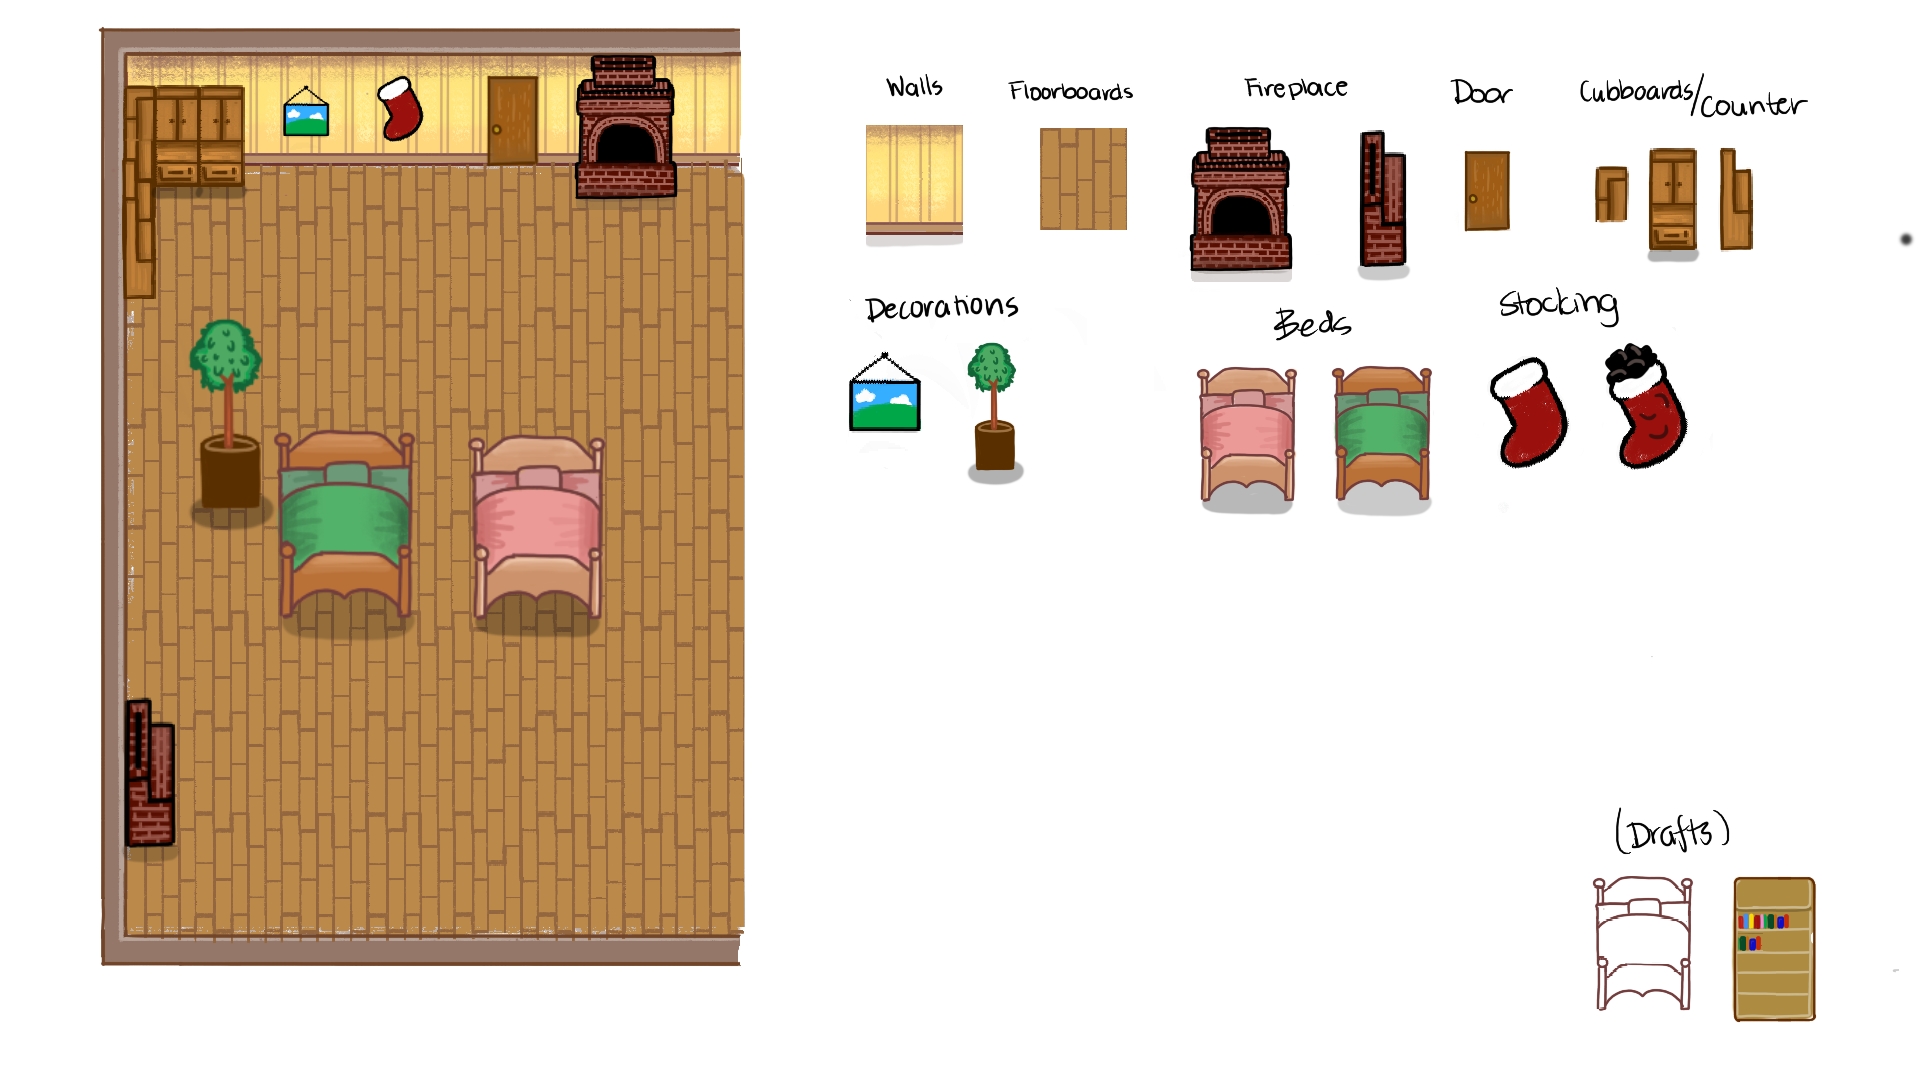 Walls
Floorboards
Fireplace
Door
Cubboards/Counter
Decorations
Beds
Stocking
(Drafts)